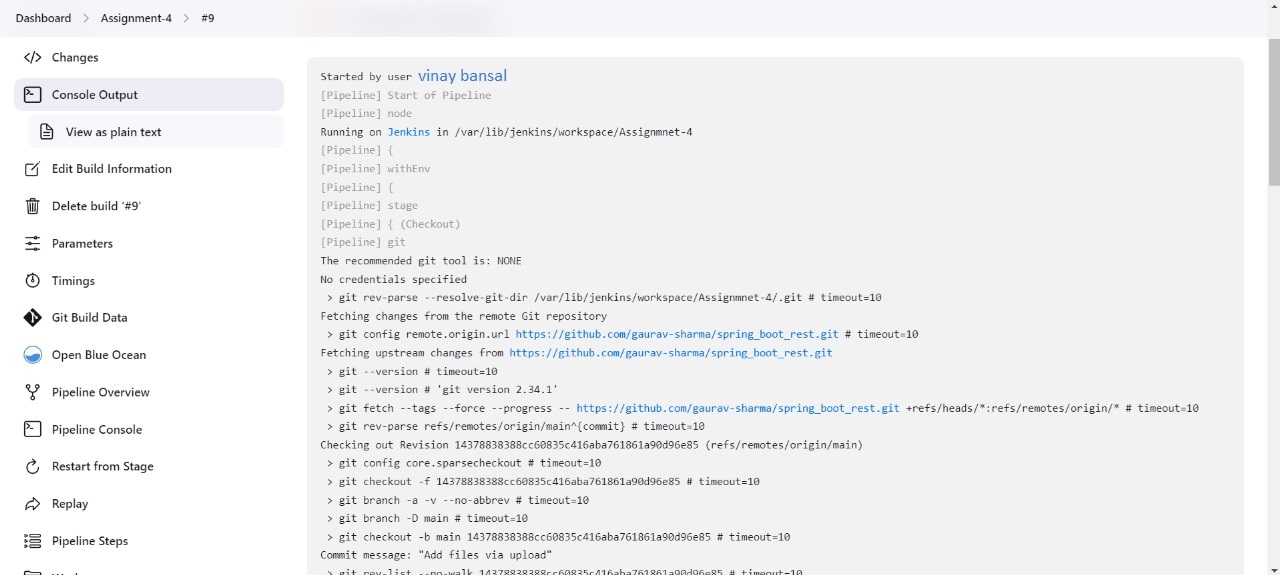 Dashboard > Assignment-4 > #9
Changes
Console Output
View as plain text
Edit Build Information
Delete build '#9'
Parameters
Timings
Git Build Data
Open Blue Ocean
Pipeline Overview
Pipeline Console
Restart from Stage
Replay
Pipeline Steps
Started by user vinay bansal
[Pipeline] Start of Pipeline
[Pipeline] node
Running on Jenkins in /var/lib/jenkins/workspace/Assignmnet-4
[Pipeline] {
[Pipeline] withEnv
[Pipeline] {
[Pipeline] stage
[Pipeline] { (Checkout)
[Pipeline] git
The recommended git tool is: NONE
No credentials specified
> git rev-parse --resolve-git-dir /var/lib/jenkins/workspace/Assignmnet-4/.git # timeout=10
Fetching changes from the remote Git repository
> git config remote.origin.url https://github.com/gaurav-sharma/spring_boot_rest.git # timeout=10
Fetching upstream changes from https://github.com/gaurav-sharma/spring_boot_rest.git
> git --version # timeout=10
> git --version # 'git version 2.34.1'
> git fetch --tags --force --progress -- https://github.com/gaurav-sharma/spring_boot_rest.git +refs/heads/*:refs/remotes/origin/* # timeout=10
> git rev-parse refs/remotes/origin/main^{commit} # timeout=10
Checking out Revision 14378838388cc60835c416aba761861a90d96e85 (refs/remotes/origin/main)
> git config core.sparsecheckout # timeout=10
> git checkout -f 14378838388cc60835c416aba761861a90d96e85 # timeout=10
> git branch -a -v --no-abbrev # timeout=10
> git branch -D main # timeout=10
> git checkout -b main 14378838388cc60835c416aba761861a90d96e85 # timeout=10
Commit message: "Add files via upload"
> git rev-list --no-walk 14378838388cc60835c416aba761861a90d96e85 # timeout=10